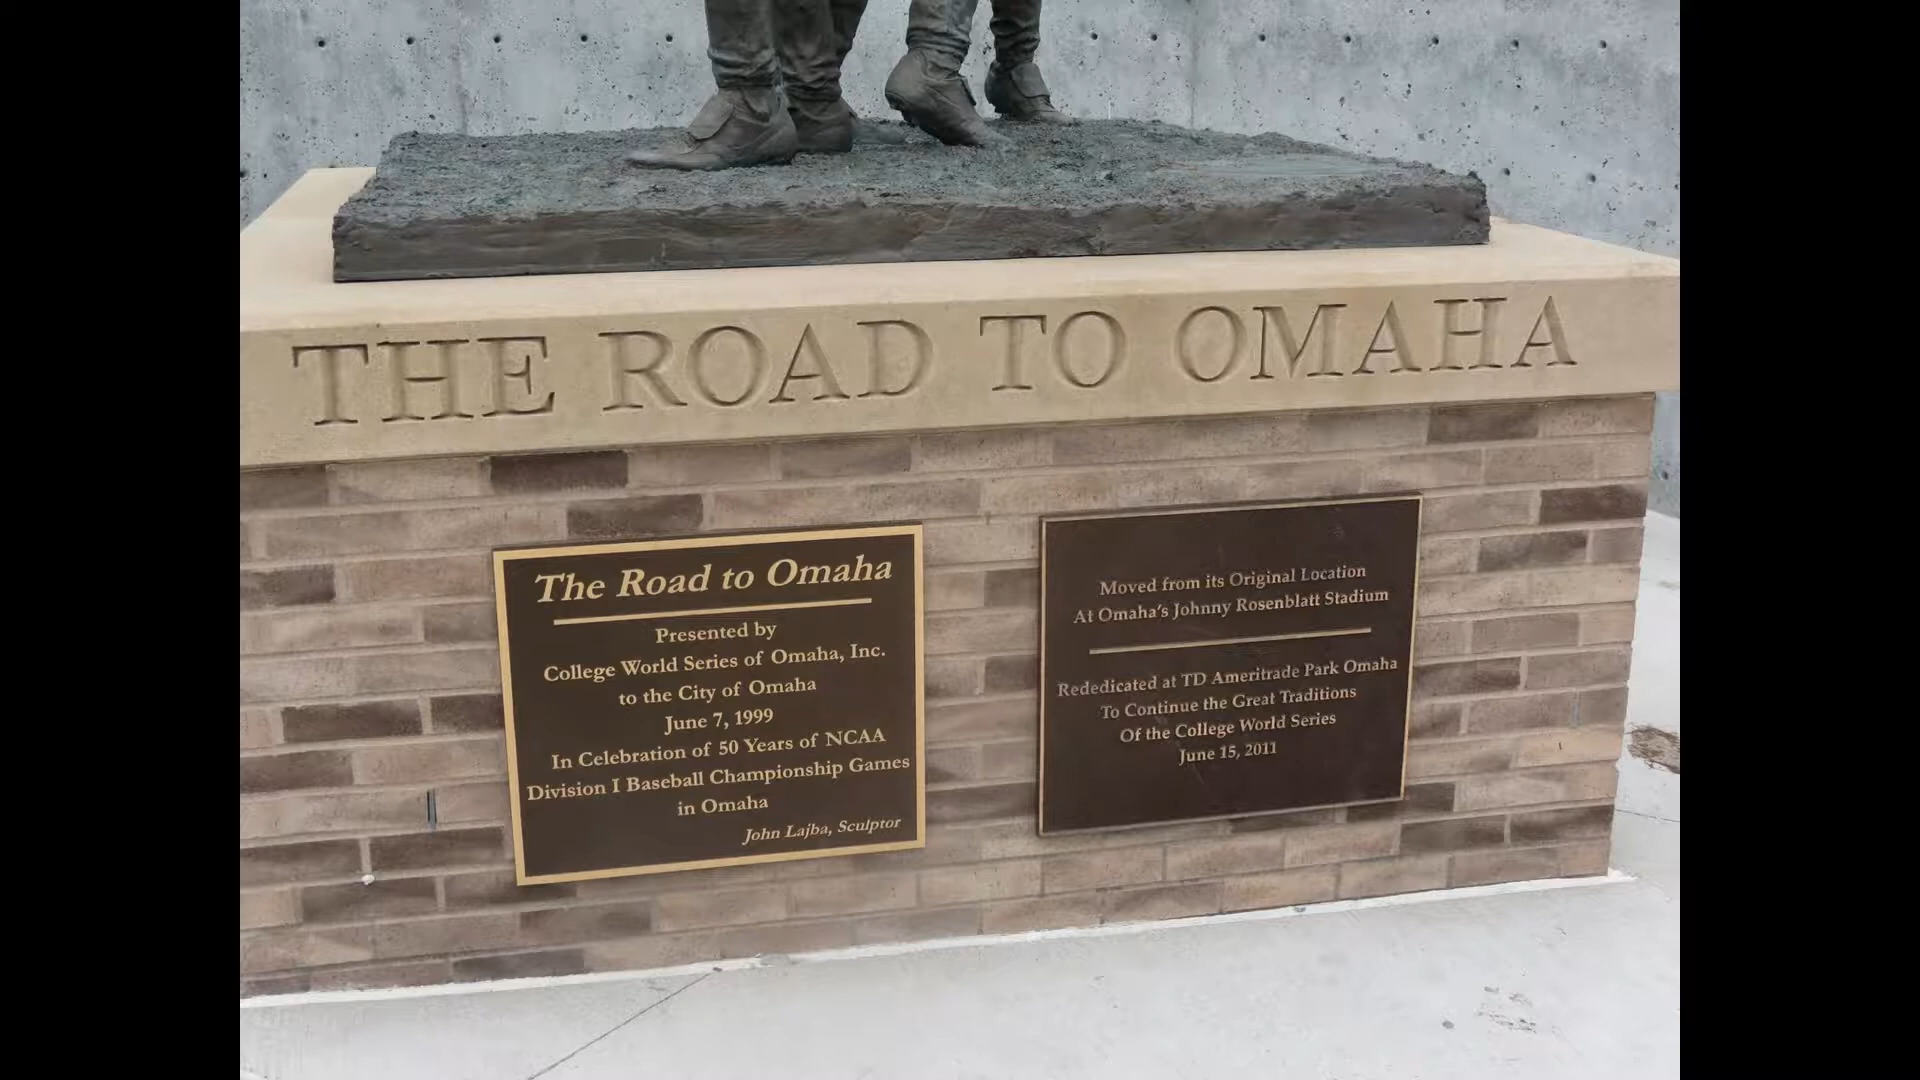 THE ROAD TO OMAHA
The Road to Omaha
Presented by
College World Series of Omaha, Inc.
to the City of Omaha
June 7, 1999
In Celebration of 50 Years of NCAA
Division I Baseball Championship Games
in Omaha
John Lajba, Sculptor
Moved from its Original Location
At Omaha's Johnny Rosenblatt Stadium
Rededicated at TD Ameritrade Park Omaha
To Continue the Great Traditions
Of the College World Series
June 15, 2011